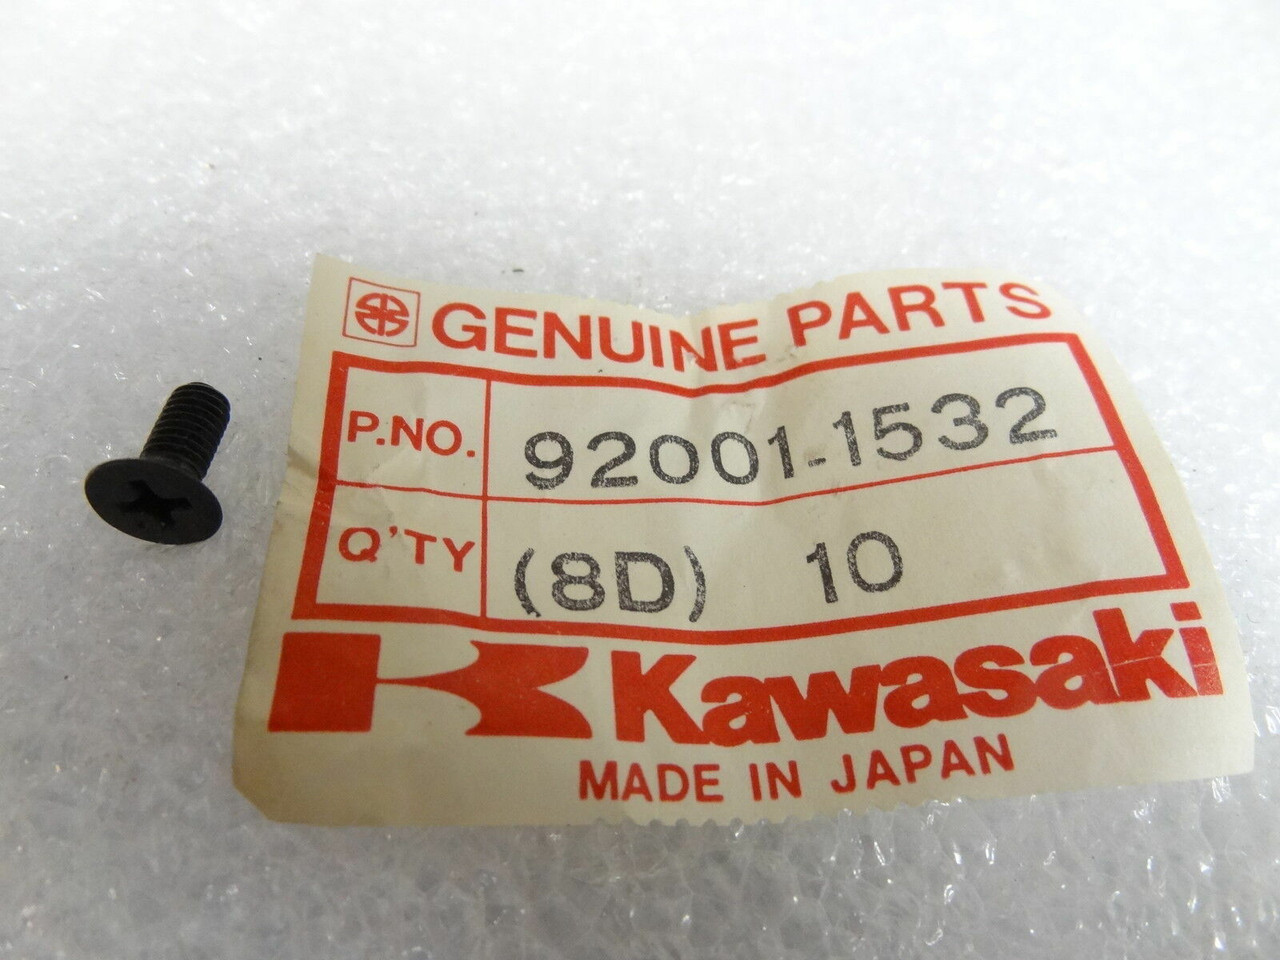 GENUINE PARTS
P.NO. 92001-1532
Q'TY (8D) 10
Kawasaki
MADE IN JAPAN